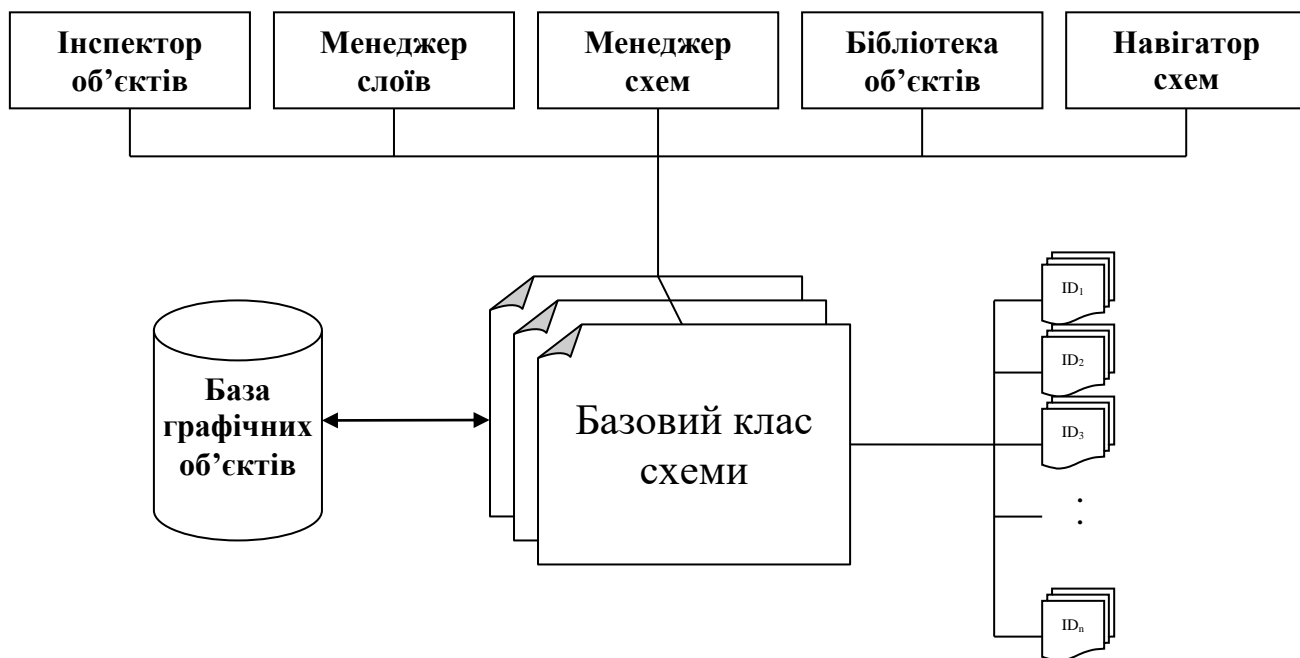 Інспектор
об’єктів
Менеджер
слоїв
Менеджер
схем
Бібліотека
об’єктів
Навігатор
схем
База
графічних
об’єктів
Базовий клас
схеми
ID₁
ID₂
ID₃
:
IDₙ